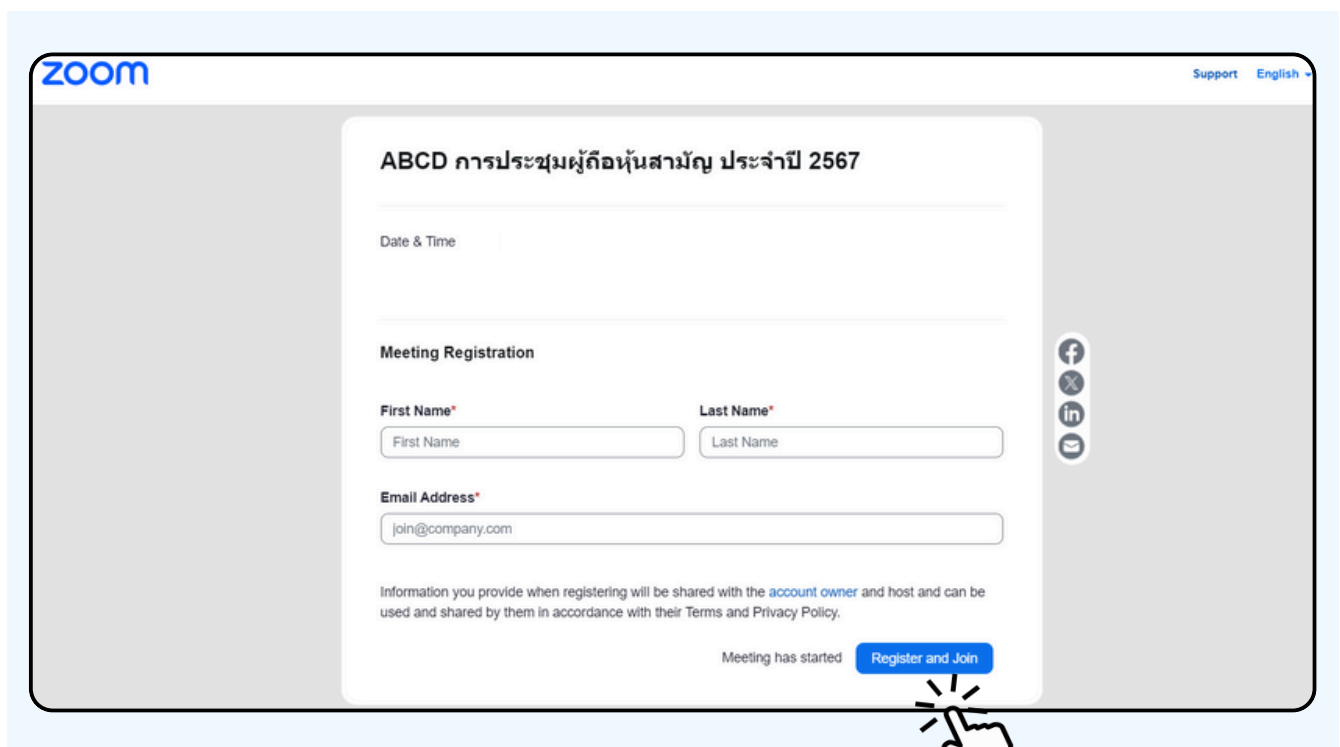 zoom
Support English
ABCD การประชุมผู้ถือหุ้นสามัญ ประจำปี 2567
Date & Time
Meeting Registration
First Name* Last Name*
First Name Last Name
Email Address*
join@company.com
Information you provide when registering will be shared with the account owner and host and can be
used and shared by them in accordance with their Terms and Privacy Policy.
Meeting has started Register and Join